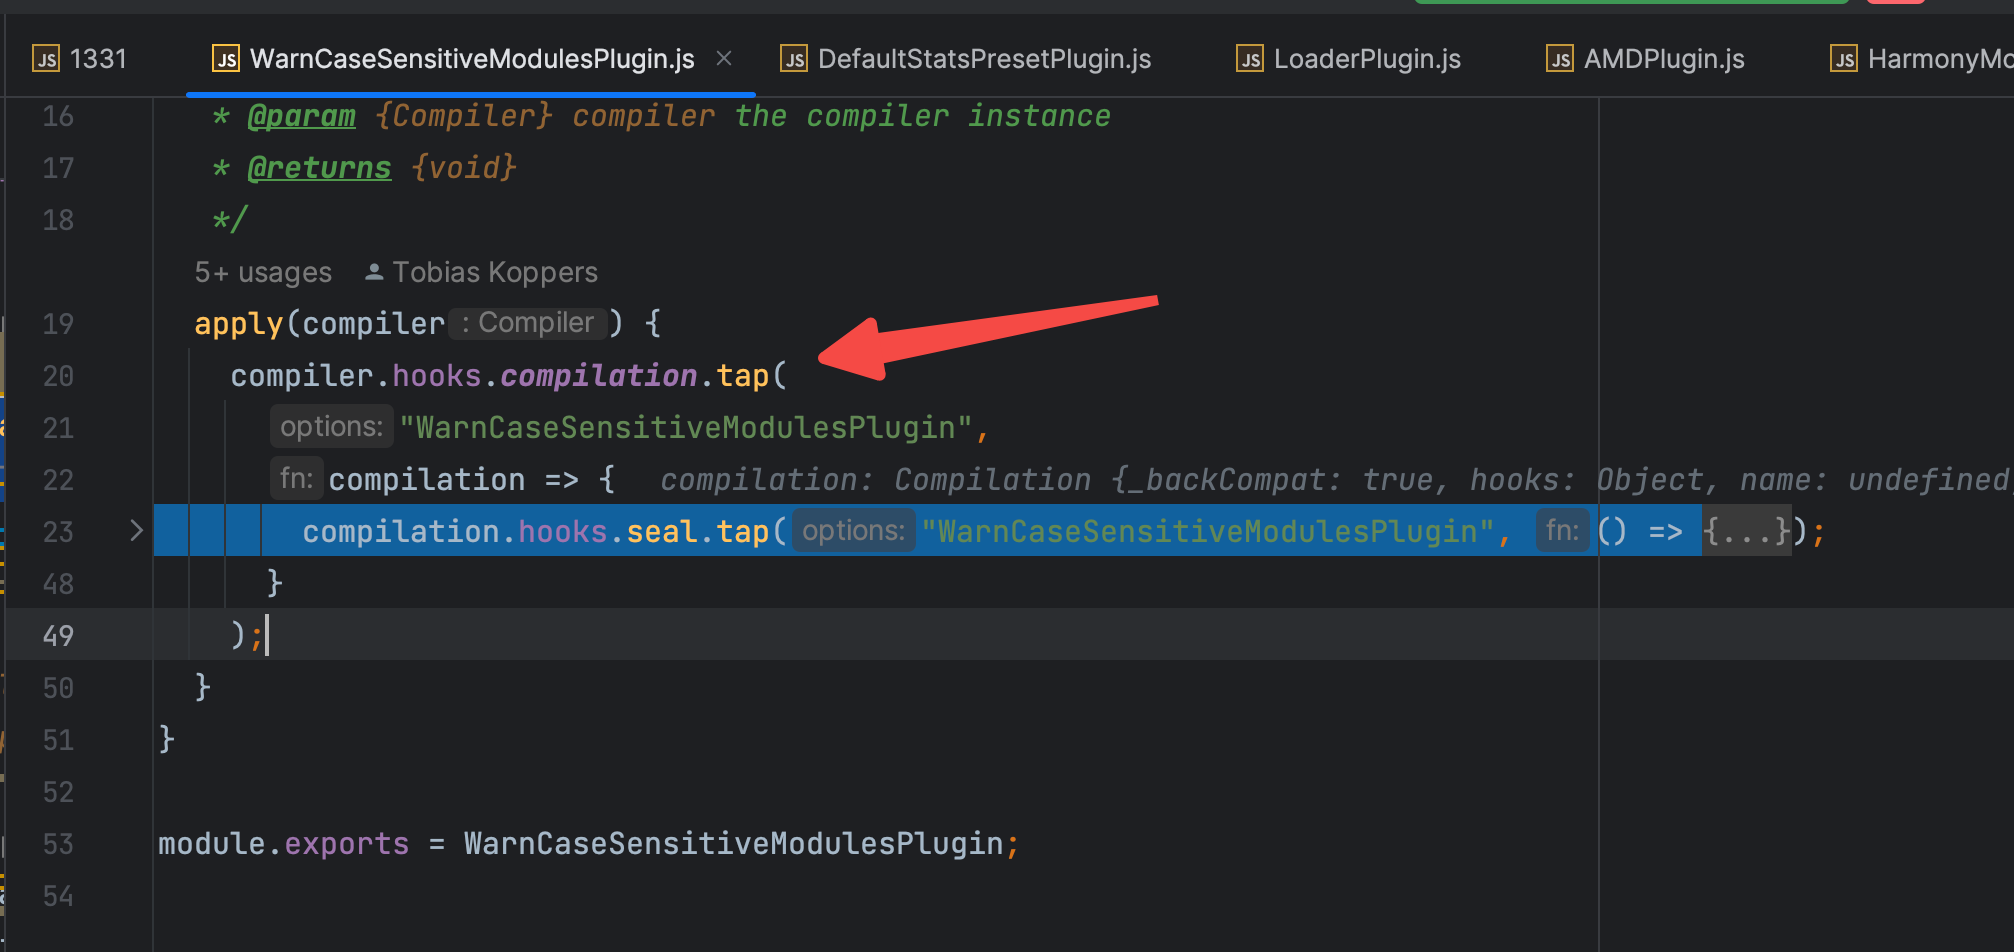 JS 1331 JS WarnCaseSensitiveModulesPlugin.js × JS DefaultStatsPresetPlugin.js JS LoaderPlugin.js JS AMDPlugin.js JS HarmonyMo
16 * @param {Compiler} compiler the compiler instance
17 * @returns {void}
18 */
5+ usages Tobias Koppers
19 apply(compiler : Compiler) {
20 compiler.hooks.compilation.tap(
21 options: "WarnCaseSensitiveModulesPlugin",
22 fn: compilation => { compilation: Compilation {_backCompat: true, hooks: Object, name: undefined,
23 compilation.hooks.seal.tap( options: "WarnCaseSensitiveModulesPlugin", fn: () => {...});
48 }
49 );
50 }
51 }
52
53 module.exports = WarnCaseSensitiveModulesPlugin;
54